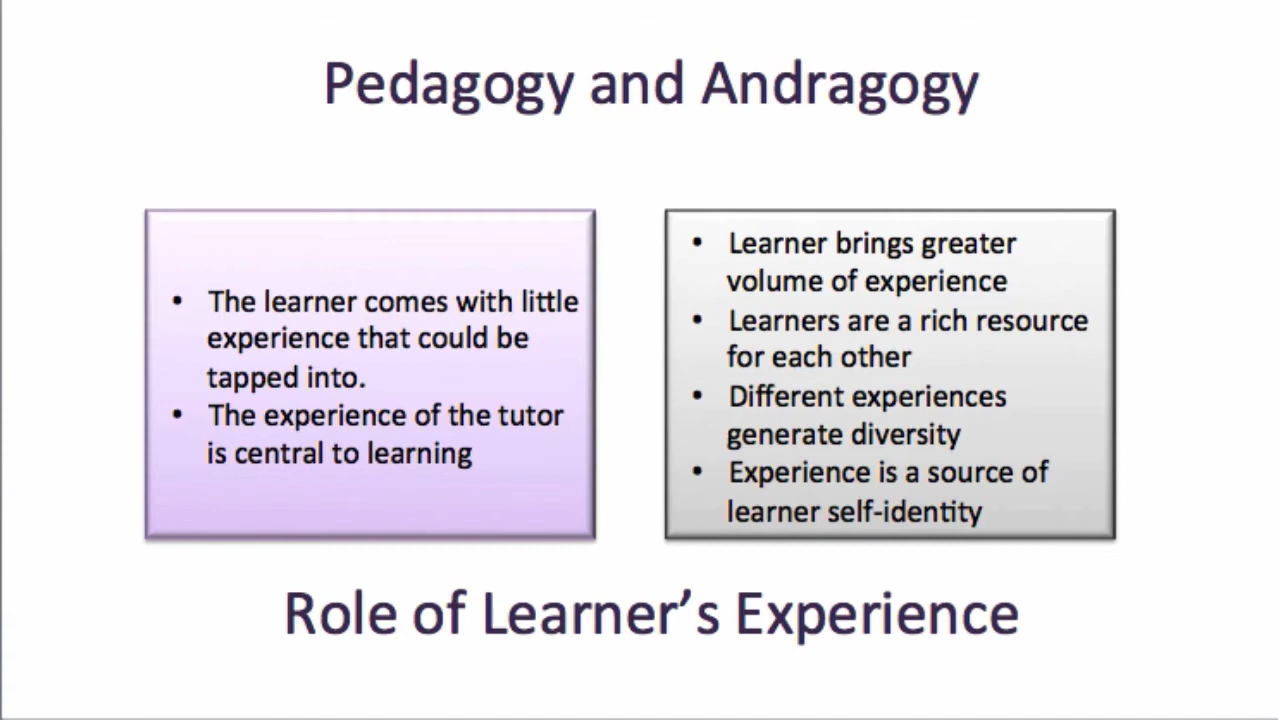 Pedagogy and Andragogy
• The learner comes with little
experience that could be
tapped into.
• The experience of the tutor
is central to learning
• Learner brings greater
volume of experience
• Learners are a rich resource
for each other
• Different experiences
generate diversity
• Experience is a source of
learner self-identity
Role of Learner’s Experience